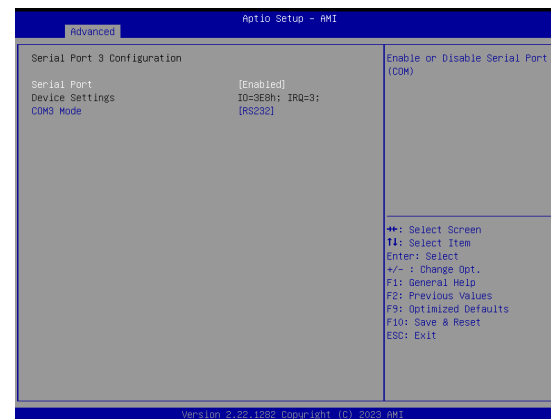 Aptio Setup - AMI
Advanced
Serial Port 3 Configuration
Serial Port [Enabled]
Device Settings IO=3E8h; IRQ=3;
COM3 Mode [RS232]
Enable or Disable Serial Port
(COM)
→←: Select Screen
↑↓: Select Item
Enter: Select
+/- : Change Opt.
F1: General Help
F2: Previous Values
F9: Optimized Defaults
F10: Save & Reset
ESC: Exit
Version 2.22.1282 Copyright (C) 2023 AMI